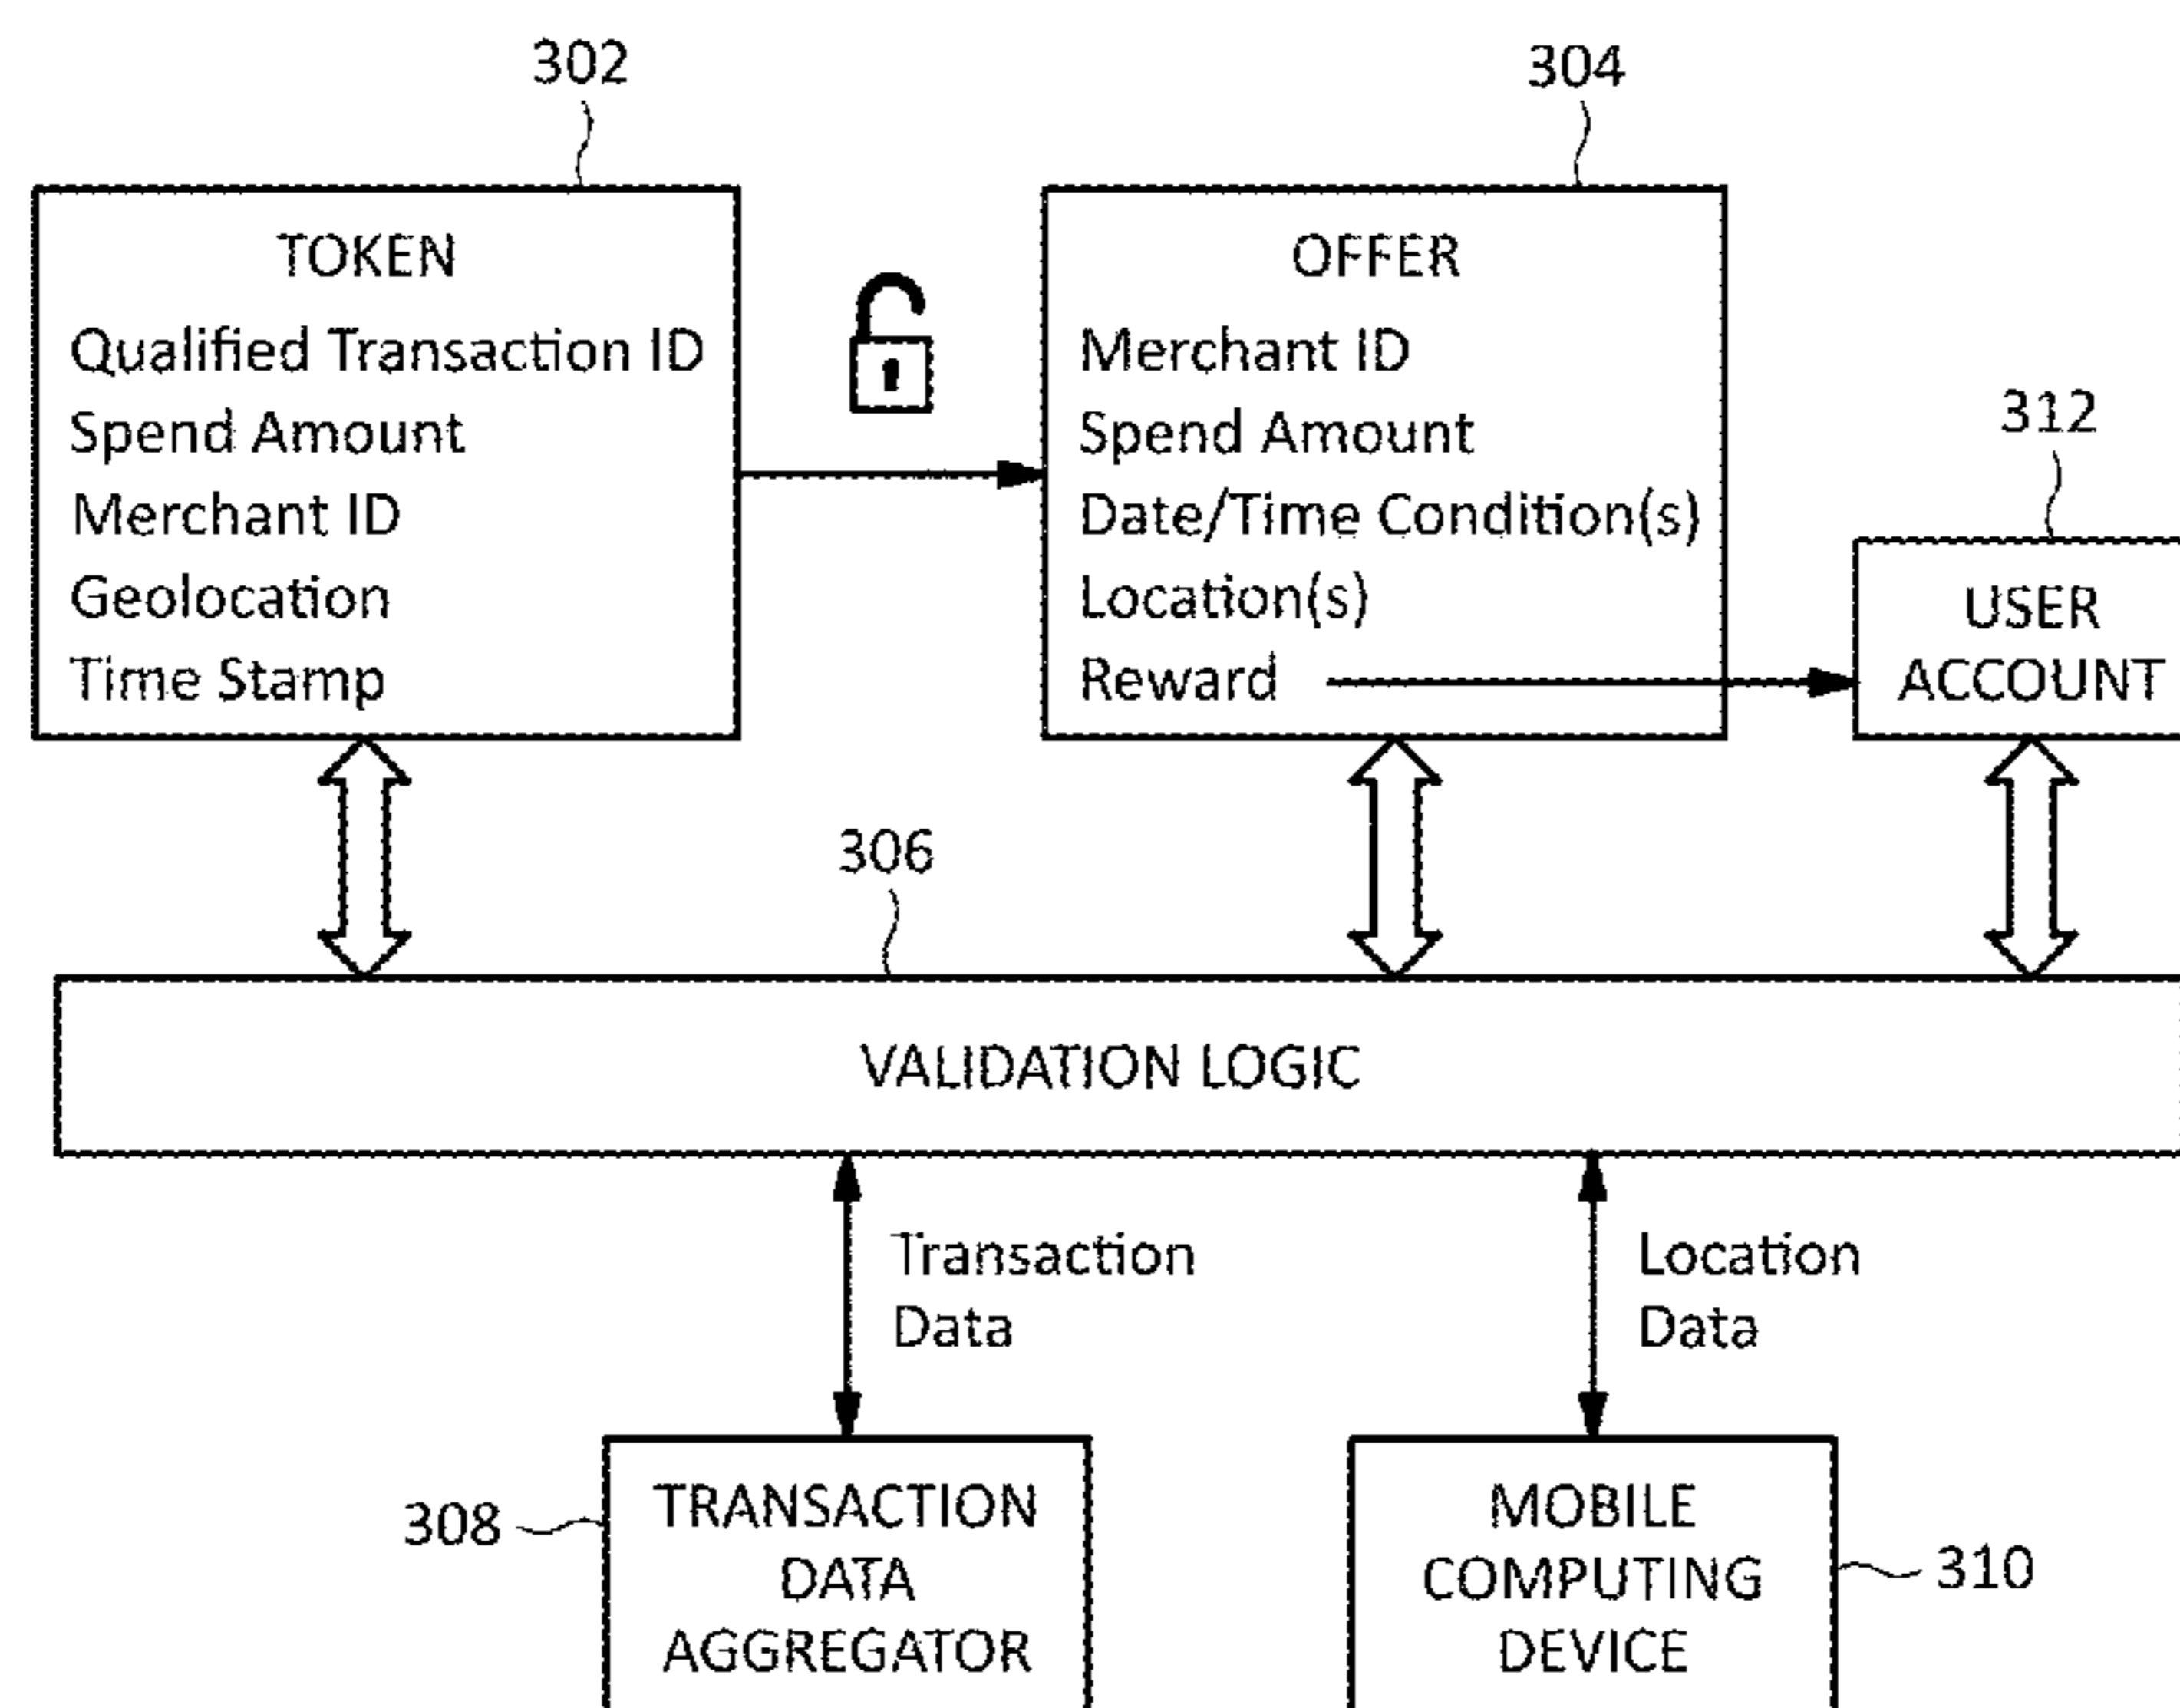 302
304
TOKEN
Qualified Transaction ID
Spend Amount
Merchant ID
Geolocation
Time Stamp
OFFER
Merchant ID
Spend Amount
Date/Time Condition(s)
Location(s)
Reward
312
USER
ACCOUNT
306
VALIDATION LOGIC
Transaction
Data
Location
Data
308
TRANSACTION
DATA
AGGREGATOR
MOBILE
COMPUTING
DEVICE
310